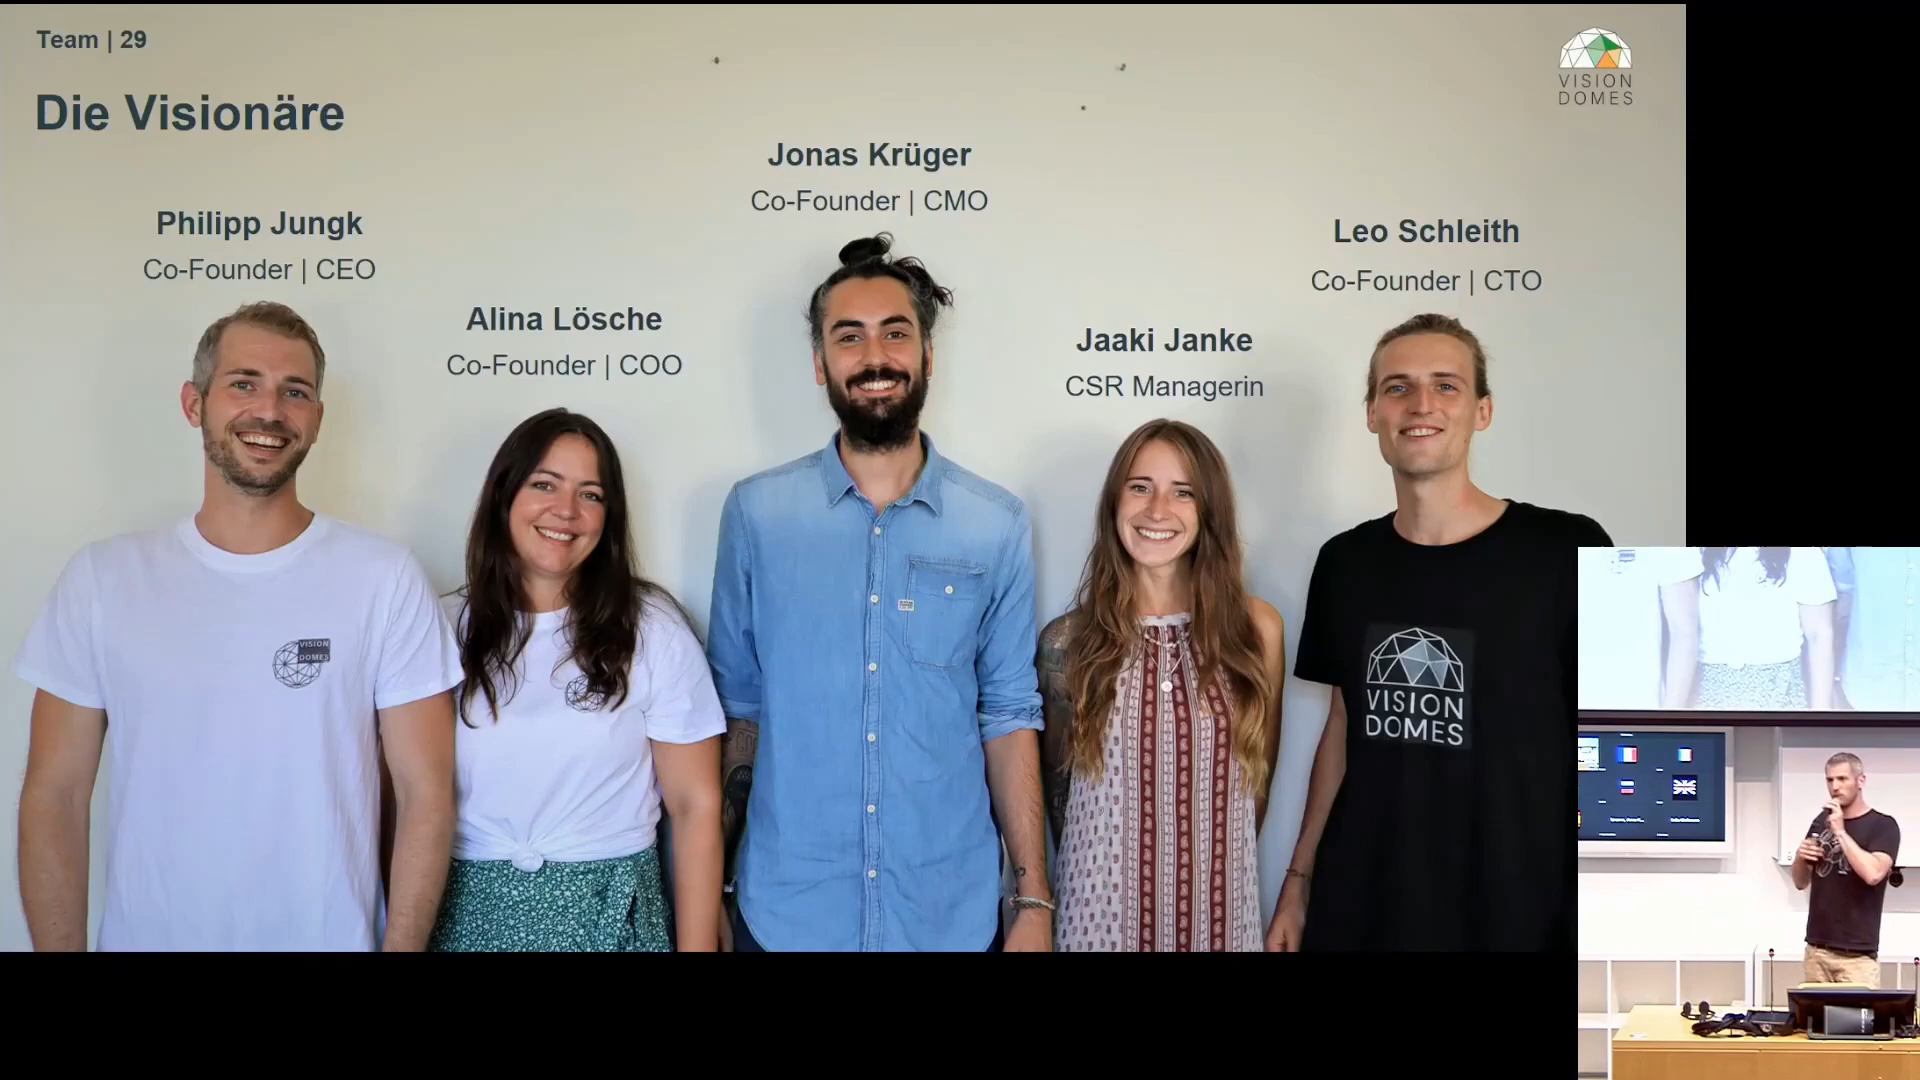 Team | 29
VISION
DOMES
Die Visionäre
Jonas Krüger
Co-Founder | CMO
Philipp Jungk
Co-Founder | CEO
Leo Schleith
Co-Founder | CTO
Alina Lösche
Co-Founder | COO
Jaaki Janke
CSR Managerin
VISION
DOMES
VISION
DOMES